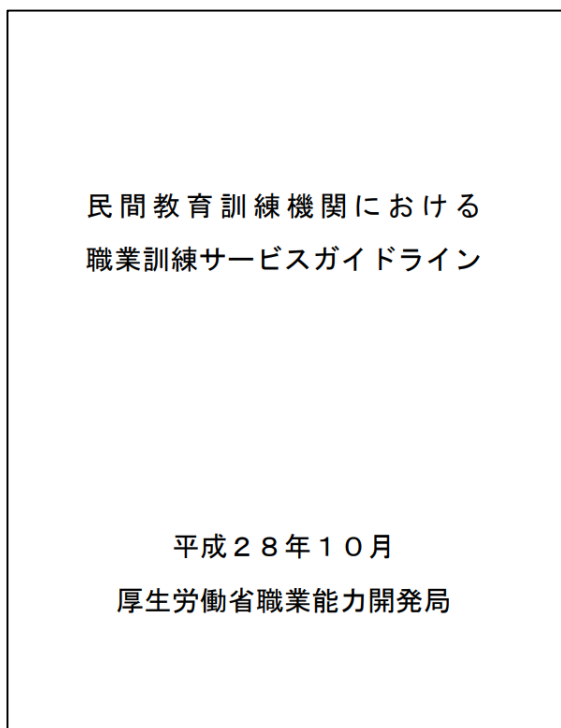 民間教育訓練機関における
職業訓練サービスガイドライン
平成２８年１０月
厚生労働省職業能力開発局